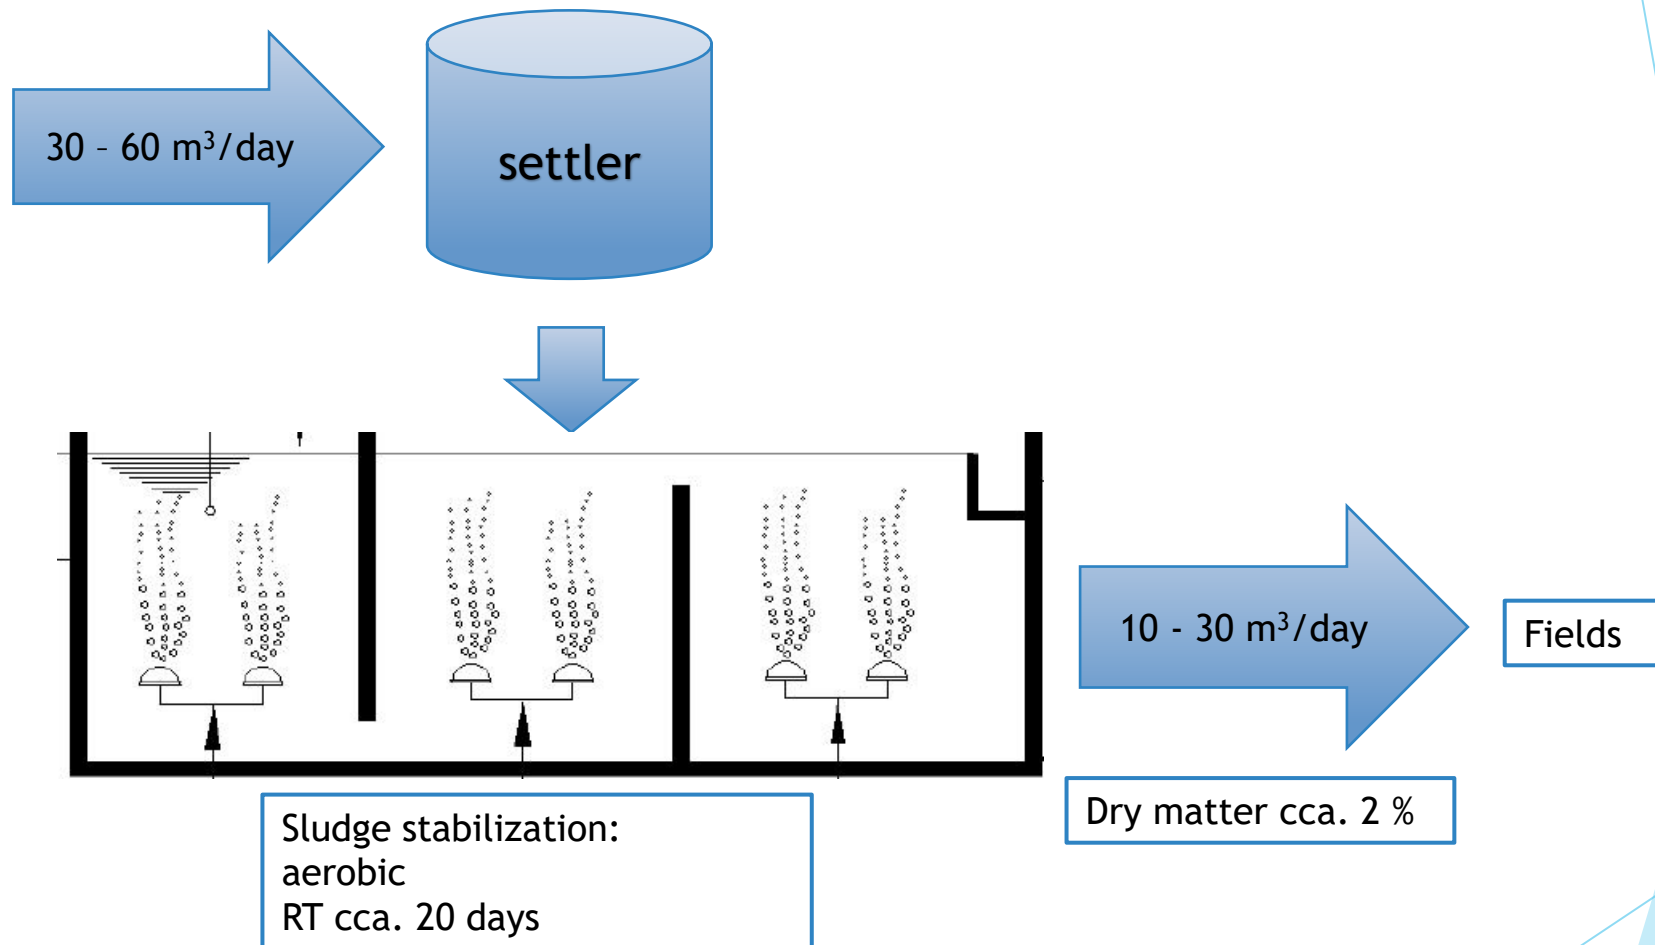 30 – 60 m³/day
settler
10 - 30 m³/day
Fields
Dry matter cca. 2 %
Sludge stabilization:
aerobic
RT cca. 20 days